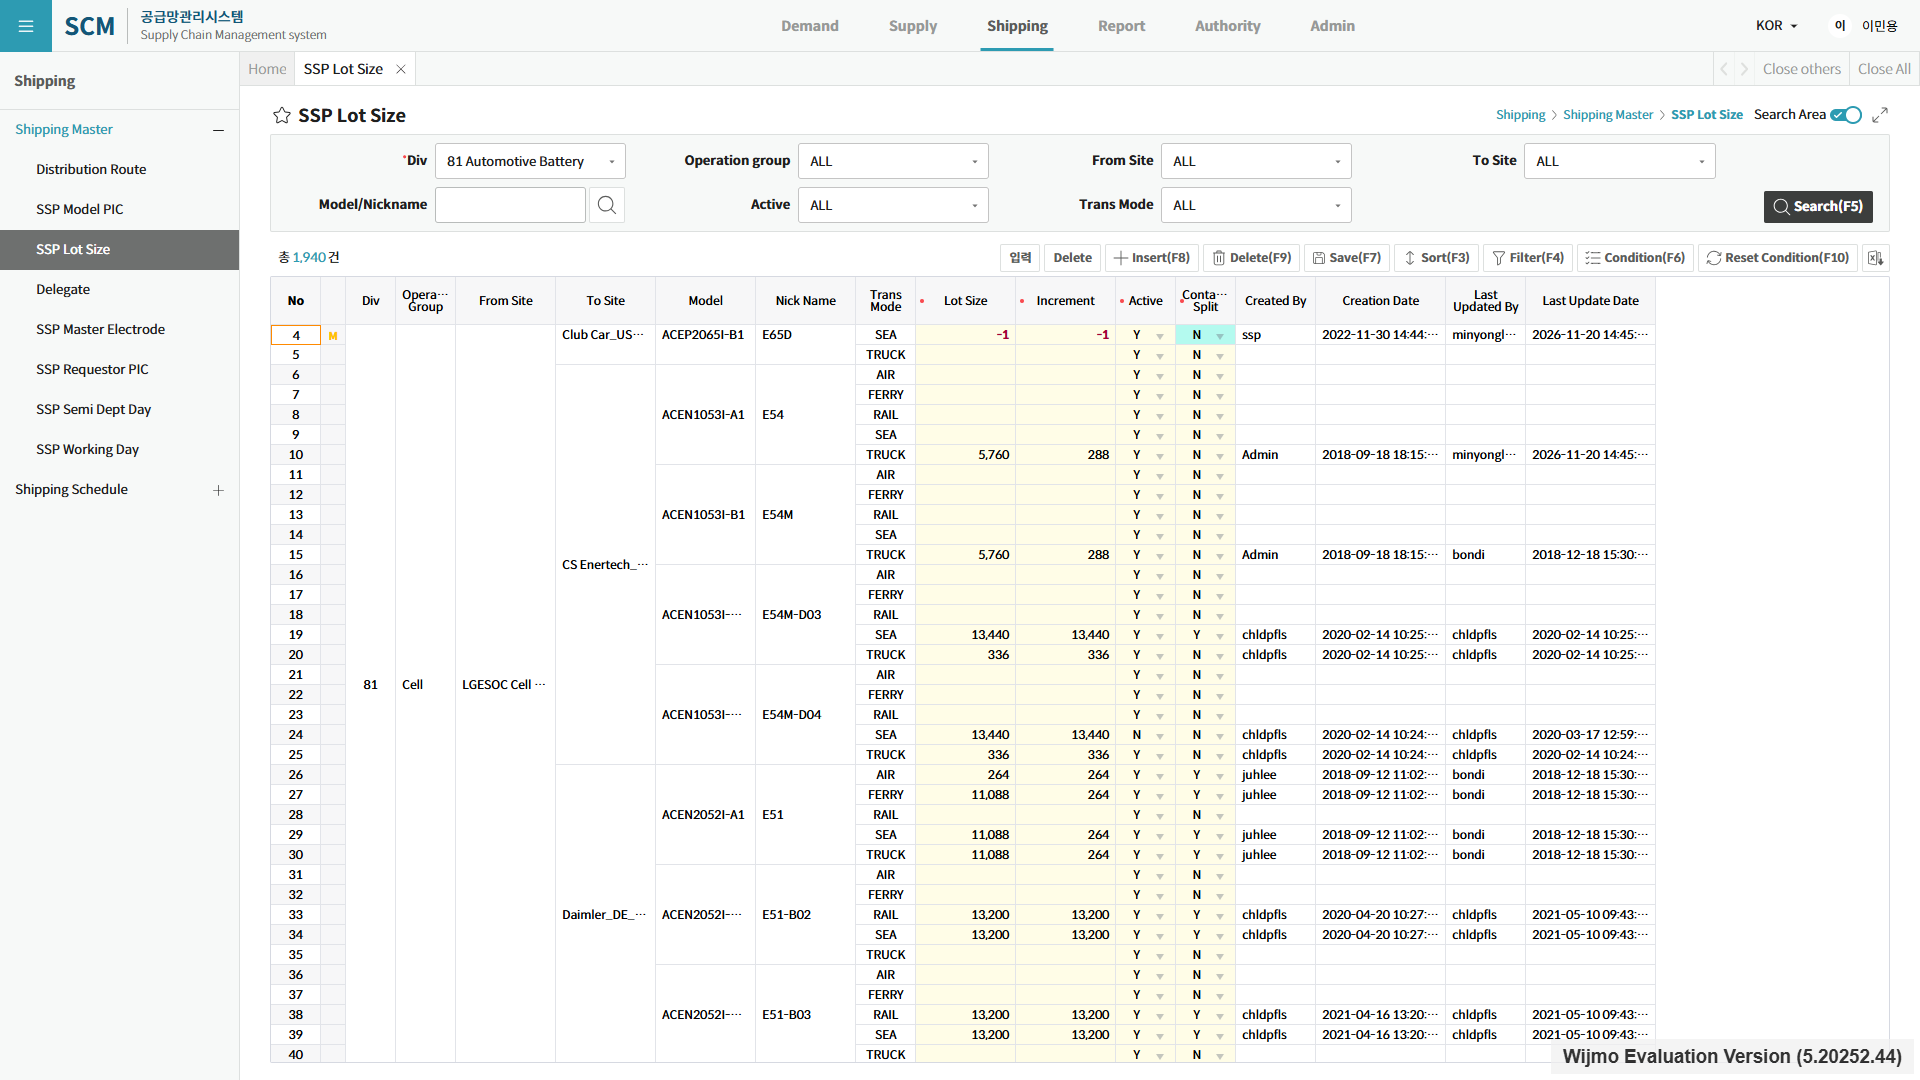 SCM
공급망관리시스템
Supply Chain Management system
Demand Supply Shipping Report Authority Admin
KOR 이 이민용
Shipping
Home SSP Lot Size Close others Close All
Shipping Master
Distribution Route
SSP Model PIC
SSP Lot Size
Delegate
SSP Master Electrode
SSP Requestor PIC
SSP Semi Dept Day
SSP Working Day
Shipping Schedule
SSP Lot Size
Shipping > Shipping Master > SSP Lot Size Search Area
*Div 81 Automotive Battery Operation group ALL From Site ALL To Site ALL
Model/Nickname Active ALL Trans Mode ALL Search(F5)
총 1,940 건
입력 Delete Insert(F8) Delete(F9) Save(F7) Sort(F3) Filter(F4) Condition(F6) Reset Condition(F10)
No Div Opera··· Group From Site To Site Model Nick Name Trans Mode Lot Size Increment Active Conta··· Split Created By Creation Date Last Updated By Last Update Date
4 M Club Car_US··· ACEP2065I-B1 E65D SEA -1 -1 Y N ssp 2022-11-30 14:44:··· minyongl··· 2026-11-20 14:45:···
5 TRUCK Y N
6 AIR Y N
7 FERRY Y N
8 ACEN1053I-A1 E54 RAIL Y N
9 SEA Y N
10 TRUCK 5,760 288 Y N Admin 2018-09-18 18:15:··· minyongl··· 2026-11-20 14:45:···
11 AIR Y N
12 FERRY Y N
13 ACEN1053I-B1 E54M RAIL Y N
14 SEA Y N
15 TRUCK 5,760 288 Y N Admin 2018-09-18 18:15:··· bondi 2018-12-18 15:30:···
CS Enertech_···
16 AIR Y N
17 FERRY Y N
18 ACEN1053I-··· E54M-D03 RAIL Y N
19 SEA 13,440 13,440 Y Y chldpfls 2020-02-14 10:25:··· chldpfls 2020-02-14 10:25:···
20 TRUCK 336 336 Y N chldpfls 2020-02-14 10:25:··· chldpfls 2020-02-14 10:25:···
21 AIR Y N
81 Cell LGESOC Cell ···
22 FERRY Y N
23 ACEN1053I-··· E54M-D04 RAIL Y N
24 SEA 13,440 13,440 N N chldpfls 2020-02-14 10:24:··· chldpfls 2020-03-17 12:59:···
25 TRUCK 336 336 Y N chldpfls 2020-02-14 10:24:··· chldpfls 2020-02-14 10:24:···
26 AIR 264 264 Y Y juhlee 2018-09-12 11:02:··· bondi 2018-12-18 15:30:···
27 FERRY 11,088 264 Y Y juhlee 2018-09-12 11:02:··· bondi 2018-12-18 15:30:···
28 ACEN2052I-A1 E51 RAIL Y N
29 SEA 11,088 264 Y Y juhlee 2018-09-12 11:02:··· bondi 2018-12-18 15:30:···
30 TRUCK 11,088 264 Y Y juhlee 2018-09-12 11:02:··· bondi 2018-12-18 15:30:···
31 AIR Y N
32 FERRY Y N
33 Daimler_DE_··· ACEN2052I-··· E51-B02 RAIL 13,200 13,200 Y Y chldpfls 2020-04-20 10:27:··· chldpfls 2021-05-10 09:43:···
34 SEA 13,200 13,200 Y Y chldpfls 2020-04-20 10:27:··· chldpfls 2021-05-10 09:43:···
35 TRUCK Y N
36 AIR Y N
37 FERRY Y N
38 ACEN2052I-··· E51-B03 RAIL 13,200 13,200 Y Y chldpfls 2021-04-16 13:20:··· chldpfls 2021-05-10 09:43:···
39 SEA 13,200 13,200 Y Y chldpfls 2021-04-16 13:20:··· chldpfls 2021-05-10 09:43:···
40 TRUCK Y N
Wijmo Evaluation Version (5.20252.44)